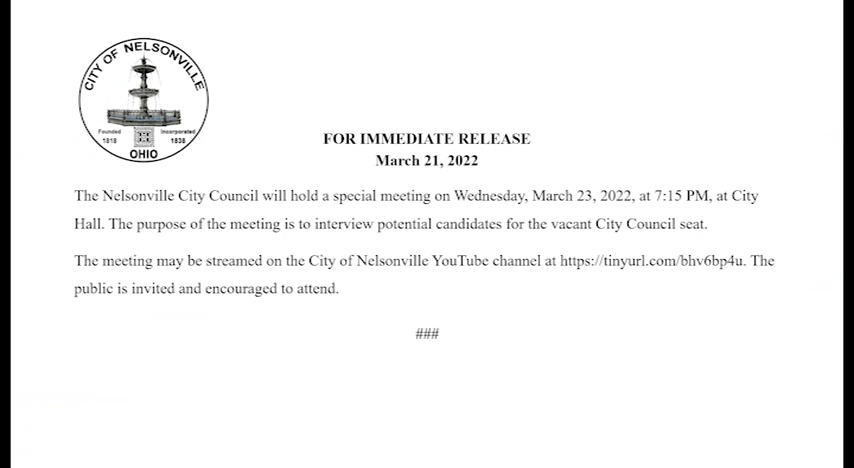 CITY OF NELSONVILLE
Founded
1818
Incorporated
1838
OHIO
FOR IMMEDIATE RELEASE
March 21, 2022
The Nelsonville City Council will hold a special meeting on Wednesday, March 23, 2022, at 7:15 PM, at City
Hall. The purpose of the meeting is to interview potential candidates for the vacant City Council seat.
The meeting may be streamed on the City of Nelsonville YouTube channel at https://tinyurl.com/bhv6bp4u. The
public is invited and encouraged to attend.
###